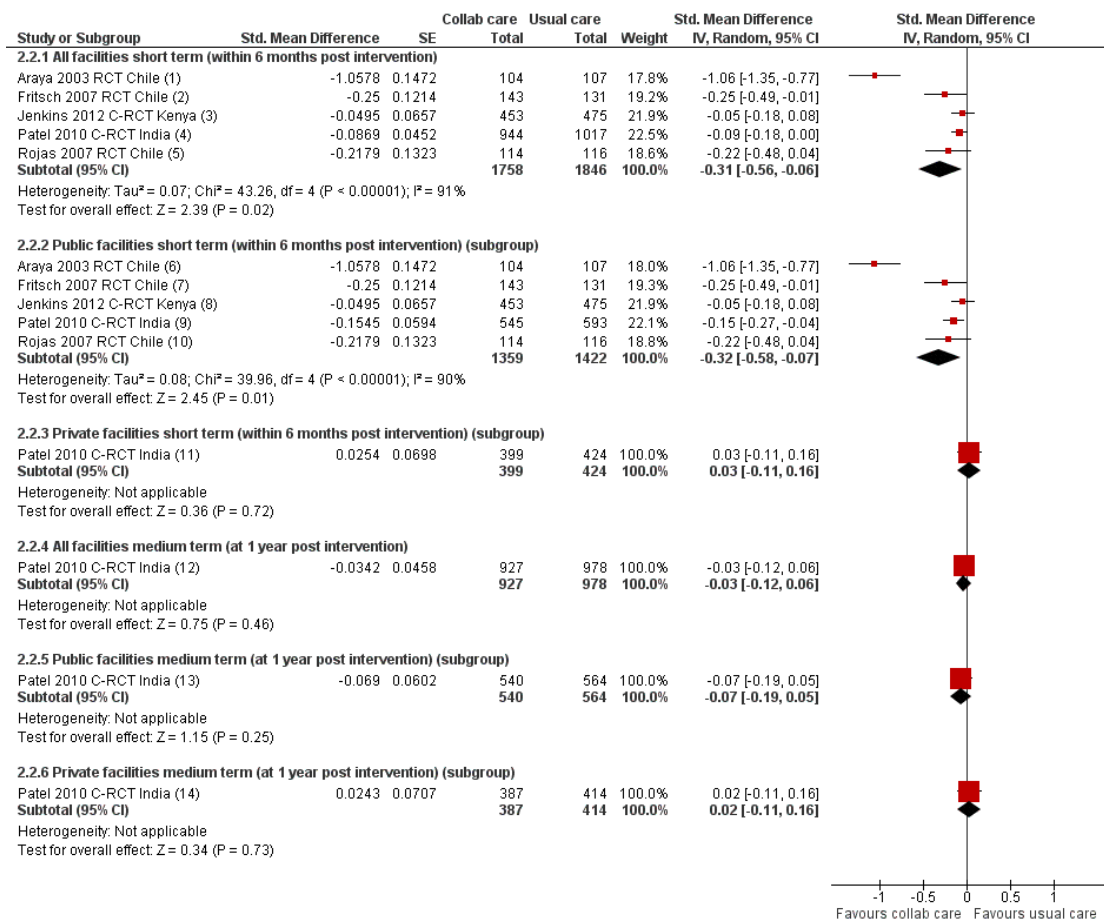 Collab care Usual care Std. Mean Difference Std. Mean Difference
Study or Subgroup Std. Mean Difference SE Total Total Weight IV, Random, 95% CI IV, Random, 95% CI
2.2.1 All facilities short term (within 6 months post intervention)
Araya 2003 RCT Chile (1) -1.0578 0.1472 104 107 17.8% -1.06 [-1.35, -0.77]
Fritsch 2007 RCT Chile (2) -0.25 0.1214 143 131 19.2% -0.25 [-0.49, -0.01]
Jenkins 2012 C-RCT Kenya (3) -0.0495 0.0657 453 475 21.9% -0.05 [-0.18, 0.08]
Patel 2010 C-RCT India (4) -0.0869 0.0452 944 1017 22.5% -0.09 [-0.18, 0.00]
Rojas 2007 RCT Chile (5) -0.2179 0.1323 114 116 18.6% -0.22 [-0.48, 0.04]
Subtotal (95% CI) 1758 1846 100.0% -0.31 [-0.56, -0.06]
Heterogeneity: Tau² = 0.07; Chi² = 43.26, df = 4 (P < 0.00001); I² = 91%
Test for overall effect: Z = 2.39 (P = 0.02)
2.2.2 Public facilities short term (within 6 months post intervention) (subgroup)
Araya 2003 RCT Chile (6) -1.0578 0.1472 104 107 18.0% -1.06 [-1.35, -0.77]
Fritsch 2007 RCT Chile (7) -0.25 0.1214 143 131 19.3% -0.25 [-0.49, -0.01]
Jenkins 2012 C-RCT Kenya (8) -0.0495 0.0657 453 475 21.9% -0.05 [-0.18, 0.08]
Patel 2010 C-RCT India (9) -0.1545 0.0594 545 593 22.1% -0.15 [-0.27, -0.04]
Rojas 2007 RCT Chile (10) -0.2179 0.1323 114 116 18.8% -0.22 [-0.48, 0.04]
Subtotal (95% CI) 1359 1422 100.0% -0.32 [-0.58, -0.07]
Heterogeneity: Tau² = 0.08; Chi² = 39.96, df = 4 (P < 0.00001); I² = 90%
Test for overall effect: Z = 2.45 (P = 0.01)
2.2.3 Private facilities short term (within 6 months post intervention) (subgroup)
Patel 2010 C-RCT India (11) 0.0254 0.0698 399 424 100.0% 0.03 [-0.11, 0.16]
Subtotal (95% CI) 399 424 100.0% 0.03 [-0.11, 0.16]
Heterogeneity: Not applicable
Test for overall effect: Z = 0.36 (P = 0.72)
2.2.4 All facilities medium term (at 1 year post intervention)
Patel 2010 C-RCT India (12) -0.0342 0.0458 927 978 100.0% -0.03 [-0.12, 0.06]
Subtotal (95% CI) 927 978 100.0% -0.03 [-0.12, 0.06]
Heterogeneity: Not applicable
Test for overall effect: Z = 0.75 (P = 0.46)
2.2.5 Public facilities medium term (at 1 year post intervention) (subgroup)
Patel 2010 C-RCT India (13) -0.069 0.0602 540 564 100.0% -0.07 [-0.19, 0.05]
Subtotal (95% CI) 540 564 100.0% -0.07 [-0.19, 0.05]
Heterogeneity: Not applicable
Test for overall effect: Z = 1.15 (P = 0.25)
2.2.6 Private facilities medium term (at 1 year post intervention) (subgroup)
Patel 2010 C-RCT India (14) 0.0243 0.0707 387 414 100.0% 0.02 [-0.11, 0.16]
Subtotal (95% CI) 387 414 100.0% 0.02 [-0.11, 0.16]
Heterogeneity: Not applicable
Test for overall effect: Z = 0.34 (P = 0.73)
-1 -0.5 0 0.5 1
Favours collab care Favours usual care